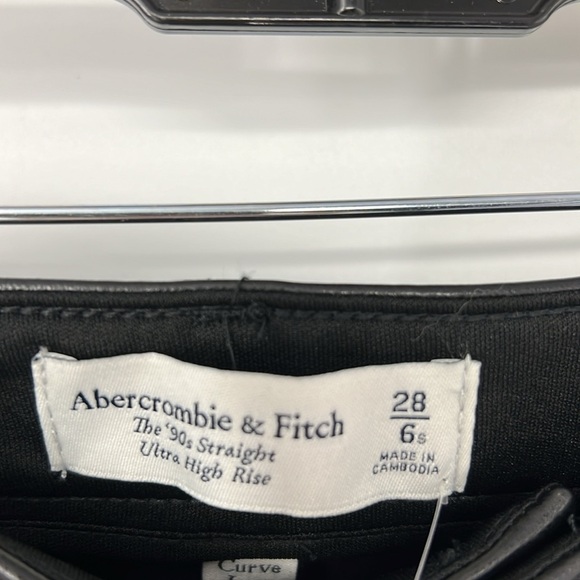 Abercrombie & Fitch
The '90s Straight
Ultra High Rise
28
6s
MADE IN
CAMBODIA
Curve